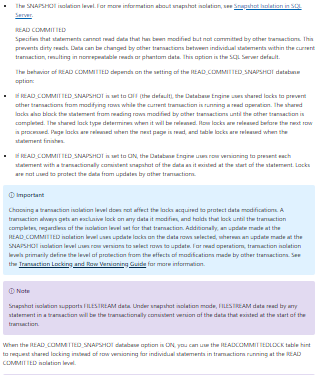 The SNAPSHOT isolation level. For more information about snapshot isolation, see Snapshot Isolation in SQL
Server.
READ COMMITTED
Specifies that statements cannot read data that has been modified but not committed by other transactions. This
prevents dirty reads. Data can be changed by other transactions between individual statements within the current
transaction, resulting in nonrepeatable reads or phantom data. This option is the SQL Server default.
The behavior of READ COMMITTED depends on the setting of the READ_COMMITTED_SNAPSHOT database
option:
If READ_COMMITTED_SNAPSHOT is set to OFF (the default), the Database Engine uses shared locks to prevent
other transactions from modifying rows while the current transaction is running a read operation. The shared
locks also block the statement from reading rows modified by other transactions until the other transaction is
completed. The shared lock type determines when it will be released. Row locks are released before the next row
is processed. Page locks are released when the next page is read, and table locks are released when the
statement finishes.
If READ_COMMITTED_SNAPSHOT is set to ON, the Database Engine uses row versioning to present each
statement with a transactionally consistent snapshot of the data as it existed at the start of the statement. Locks
are not used to protect the data from updates by other transactions.
Important
Choosing a transaction isolation level does not affect the locks acquired to protect data modifications. A
transaction always gets an exclusive lock on any data it modifies, and holds that lock until the transaction
completes, regardless of the isolation level set for that transaction. Additionally, an update made at the
READ_COMMITTED isolation level uses update locks on the data rows selected, whereas an update made at the
SNAPSHOT isolation level uses row versions to select rows to update. For read operations, transaction isolation
levels primarily define the level of protection from the effects of modifications made by other transactions. See
the Transaction Locking and Row Versioning Guide for more information.
Note
Snapshot isolation supports FILESTREAM data. Under snapshot isolation mode, FILESTREAM data read by any
statement in a transaction will be the transactionally consistent version of the data that existed at the start of the
transaction.
When the READ_COMMITTED_SNAPSHOT database option is ON, you can use the READCOMMITTEDLOCK table hint
to request shared locking instead of row versioning for individual statements in transactions running at the READ
COMMITTED isolation level.